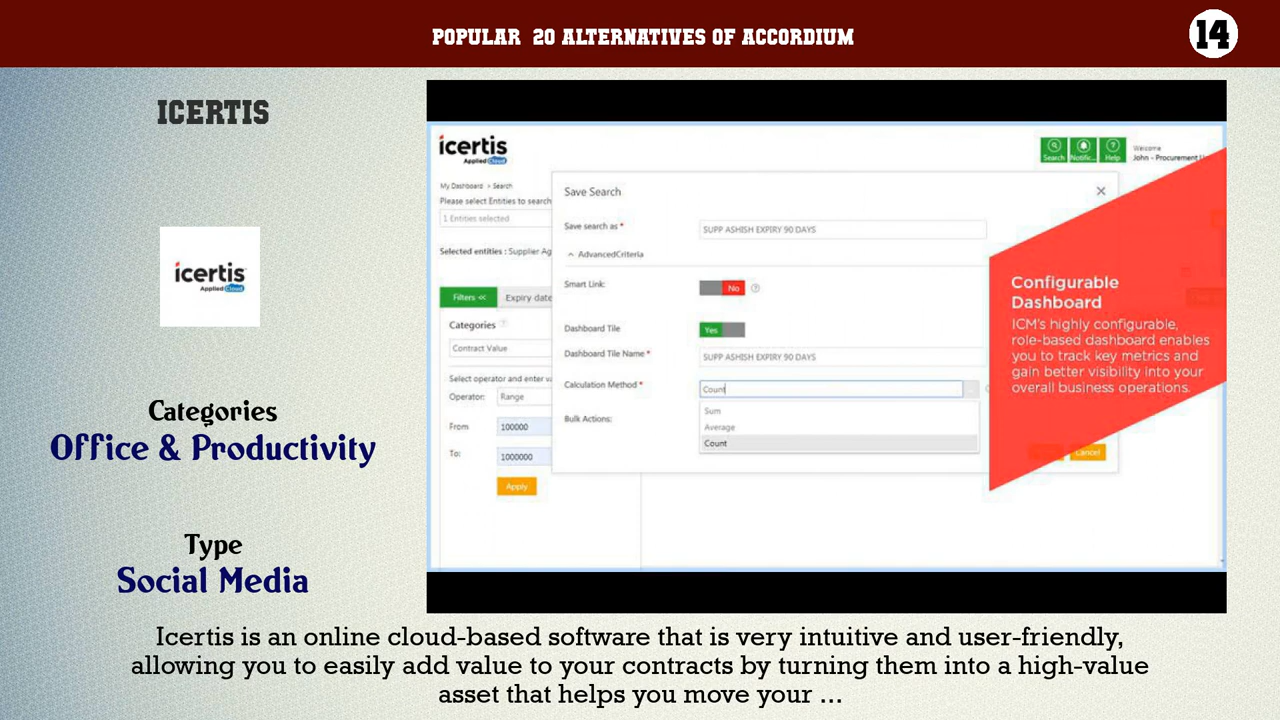 POPULAR 20 ALTERNATIVES OF ACCORDIUM
14
ICERTIS
icertis
Applied Cloud
Categories
Office & Productivity
Type
Social Media
icertis
Applied Cloud
Search
Notific...
Help
Welcome
John - Procurement
My Dashboard > Search
Please select Entities to search
1 Entities selected
Selected entities : Supplier Ag
Filters <<
Expiry date
Categories
Contract Value
Select operator and enter va
Operator:
Range
From
100000
To:
1000000
Apply
Save Search
Save search as *
SUPP ASHISH EXPIRY 90 DAYS
AdvancedCriteria
Smart Link:
No
Dashboard Tile
Yes
Dashboard Tile Name *
SUPP ASHISH EXPIRY 90 DAYS
Calculation Method *
Count
Sum
Average
Count
Bulk Actions:
Cancel
Configurable
Dashboard
ICM's highly configurable,
role-based dashboard enables
you to track key metrics and
gain better visibility into your
overall business operations.
Icertis is an online cloud-based software that is very intuitive and user-friendly,
allowing you to easily add value to your contracts by turning them into a high-value
asset that helps you move your ...